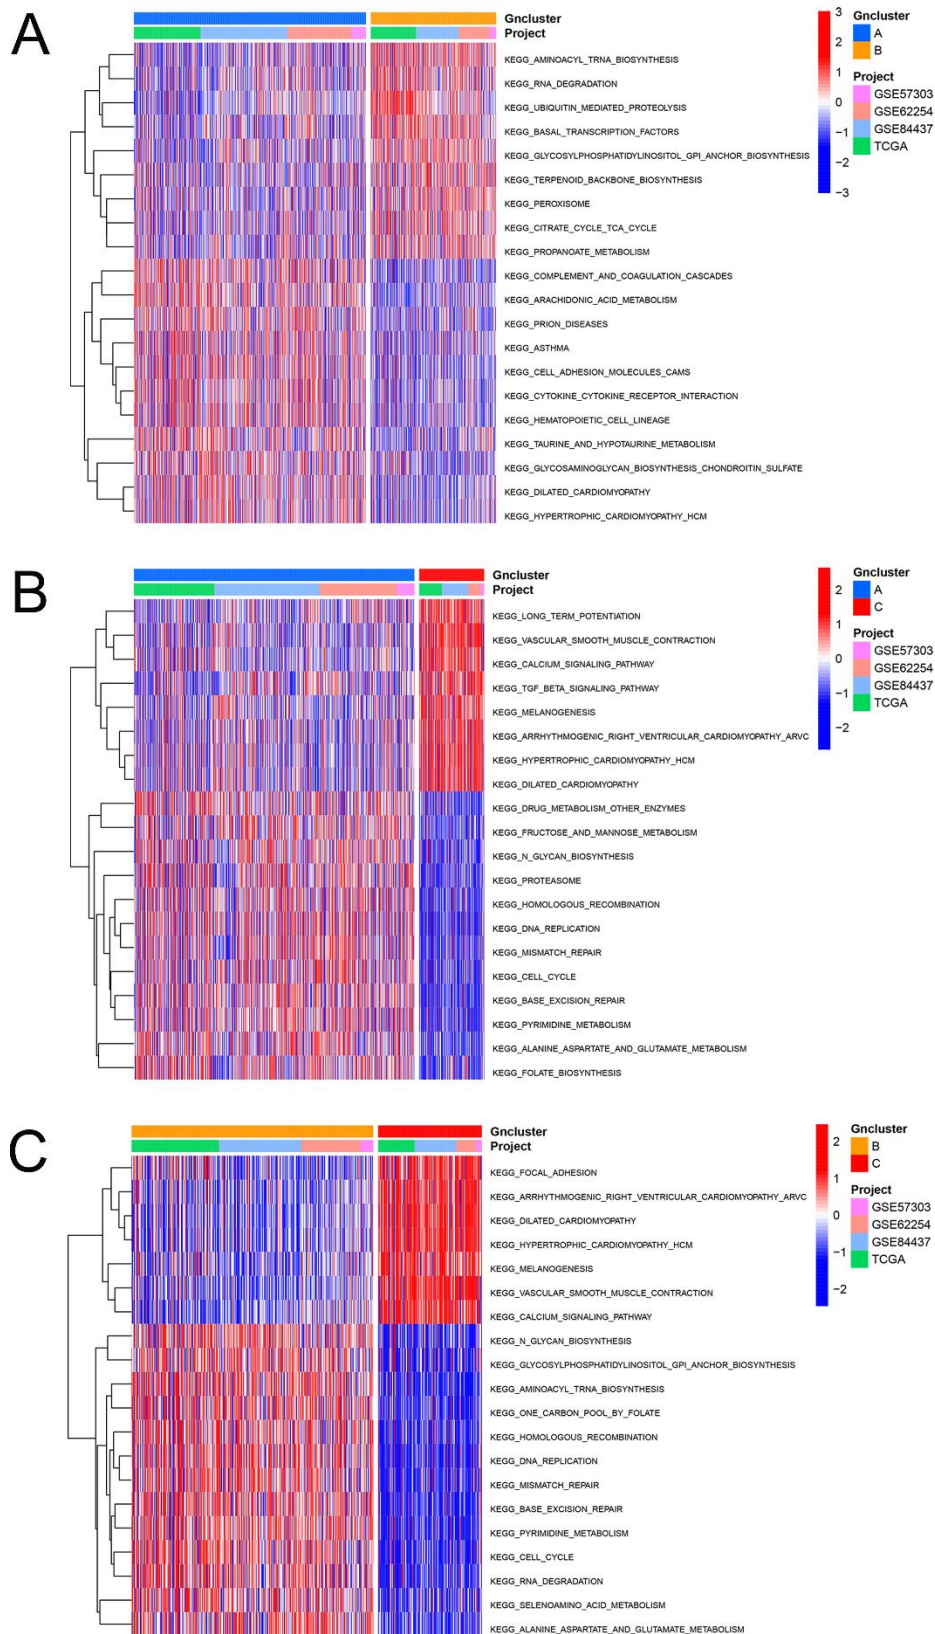 A
Gncluster
Project
KEGG_AMINOACYL_TRNA_BIOSYNTHESIS
KEGG_RNA_DEGRADATION
KEGG_UBIQUITIN_MEDIATED_PROTEOLYSIS
KEGG_BASAL_TRANSCRIPTION_FACTORS
KEGG_GLYCOSYLPHOSPHATIDYLINOSITOL_GPI_ANCHOR_BIOSYNTHESIS
KEGG_TERPENOID_BACKBONE_BIOSYNTHESIS
KEGG_PEROXISOME
KEGG_CITRATE_CYCLE_TCA_CYCLE
KEGG_PROPANOATE_METABOLISM
KEGG_COMPLEMENT_AND_COAGULATION_CASCADES
KEGG_ARACHIDONIC_ACID_METABOLISM
KEGG_PRION_DISEASES
KEGG_ASTHMA
KEGG_CELL_ADHESION_MOLECULES_CAMS
KEGG_CYTOKINE_CYTOKINE_RECEPTOR_INTERACTION
KEGG_HEMATOPOIETIC_CELL_LINEAGE
KEGG_TAURINE_AND_HYPOTAURINE_METABOLISM
KEGG_GLYCOSAMINOGLYCAN_BIOSYNTHESIS_CHONDROITIN_SULFATE
KEGG_DILATED_CARDIOMYOPATHY
KEGG_HYPERTROPHIC_CARDIOMYOPATHY_HCM
3
2
1
0
−1
−2
−3
Gncluster
A
B
Project
GSE57303
GSE62254
GSE84437
TCGA
B
Gncluster
Project
KEGG_LONG_TERM_POTENTIATION
KEGG_VASCULAR_SMOOTH_MUSCLE_CONTRACTION
KEGG_CALCIUM_SIGNALING_PATHWAY
KEGG_TGF_BETA_SIGNALING_PATHWAY
KEGG_MELANOGENESIS
KEGG_ARRHYTHMOGENIC_RIGHT_VENTRICULAR_CARDIOMYOPATHY_ARVC
KEGG_HYPERTROPHIC_CARDIOMYOPATHY_HCM
KEGG_DILATED_CARDIOMYOPATHY
KEGG_DRUG_METABOLISM_OTHER_ENZYMES
KEGG_FRUCTOSE_AND_MANNOSE_METABOLISM
KEGG_N_GLYCAN_BIOSYNTHESIS
KEGG_PROTEASOME
KEGG_HOMOLOGOUS_RECOMBINATION
KEGG_DNA_REPLICATION
KEGG_MISMATCH_REPAIR
KEGG_CELL_CYCLE
KEGG_BASE_EXCISION_REPAIR
KEGG_PYRIMIDINE_METABOLISM
KEGG_ALANINE_ASPARTATE_AND_GLUTAMATE_METABOLISM
KEGG_FOLATE_BIOSYNTHESIS
2
1
0
−1
−2
Gncluster
A
C
Project
GSE57303
GSE62254
GSE84437
TCGA
C
Gncluster
Project
KEGG_FOCAL_ADHESION
KEGG_ARRHYTHMOGENIC_RIGHT_VENTRICULAR_CARDIOMYOPATHY_ARVC
KEGG_DILATED_CARDIOMYOPATHY
KEGG_HYPERTROPHIC_CARDIOMYOPATHY_HCM
KEGG_MELANOGENESIS
KEGG_VASCULAR_SMOOTH_MUSCLE_CONTRACTION
KEGG_CALCIUM_SIGNALING_PATHWAY
KEGG_N_GLYCAN_BIOSYNTHESIS
KEGG_GLYCOSYLPHOSPHATIDYLINOSITOL_GPI_ANCHOR_BIOSYNTHESIS
KEGG_AMINOACYL_TRNA_BIOSYNTHESIS
KEGG_ONE_CARBON_POOL_BY_FOLATE
KEGG_HOMOLOGOUS_RECOMBINATION
KEGG_DNA_REPLICATION
KEGG_MISMATCH_REPAIR
KEGG_BASE_EXCISION_REPAIR
KEGG_PYRIMIDINE_METABOLISM
KEGG_CELL_CYCLE
KEGG_RNA_DEGRADATION
KEGG_SELENOAMINO_ACID_METABOLISM
KEGG_ALANINE_ASPARTATE_AND_GLUTAMATE_METABOLISM
2
1
0
−1
−2
Gncluster
B
C
Project
GSE57303
GSE62254
GSE84437
TCGA